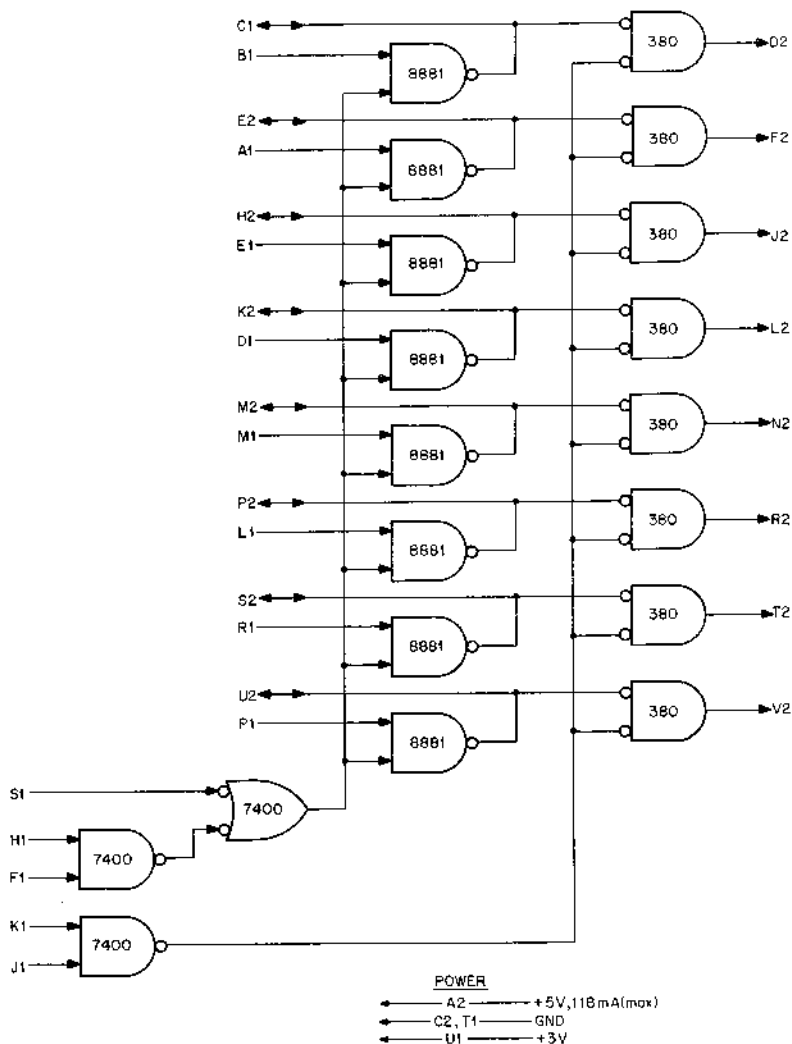 C1
B1
8881
380
D2
E2
A1
8881
380
F2
H2
E1
8881
380
J2
K2
D1
8881
380
L2
M2
M1
8881
380
N2
P2
L1
8881
380
R2
S2
R1
8881
380
T2
U2
P1
8881
380
V2
S1
7400
H1
7400
F1
K1
7400
J1
POWER
A2 +5V,118mA(max)
C2, T1 GND
U1 +3V